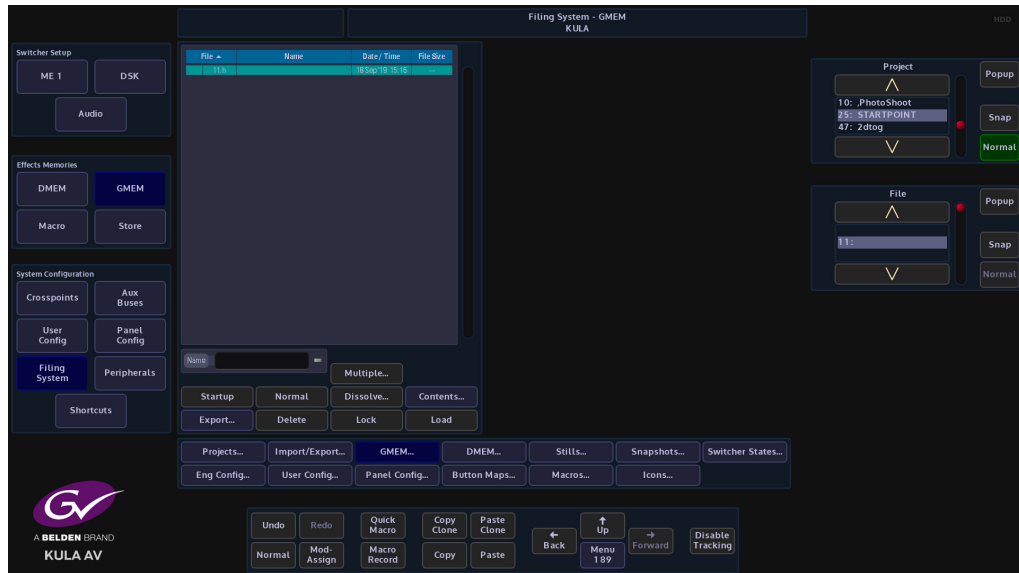 Filing System - GMEM
KULA
HDD
Switcher Setup
ME 1
DSK
Audio
Effects Memories
DMEM
GMEM
Macro
Store
System Configuration
Crosspoints
Aux
Buses
User
Config
Panel
Config
Filing
System
Peripherals
Shortcuts
File
Name
Date / Time
File Size
11.h
18 Sep '19 15:16
--
Name
Multiple...
Startup
Normal
Dissolve...
Contents...
Export...
Delete
Lock
Load
Project
10: ,PhotoShoot
25: STARTPOINT
47: 2dtog
Popup
Snap
Normal
File
11:
Popup
Snap
Normal
Projects...
Import/Export...
GMEM...
DMEM...
Stills...
Snapshots...
Switcher States...
Eng Config...
User Config...
Panel Config...
Button Maps...
Macros...
Icons...
GV
A BELDEN BRAND
KULA AV
Undo
Redo
Quick
Macro
Copy
Clone
Paste
Clone
Normal
Mod-
Assign
Macro
Record
Copy
Paste
Back
Up
Menu
189
Forward
Disable
Tracking